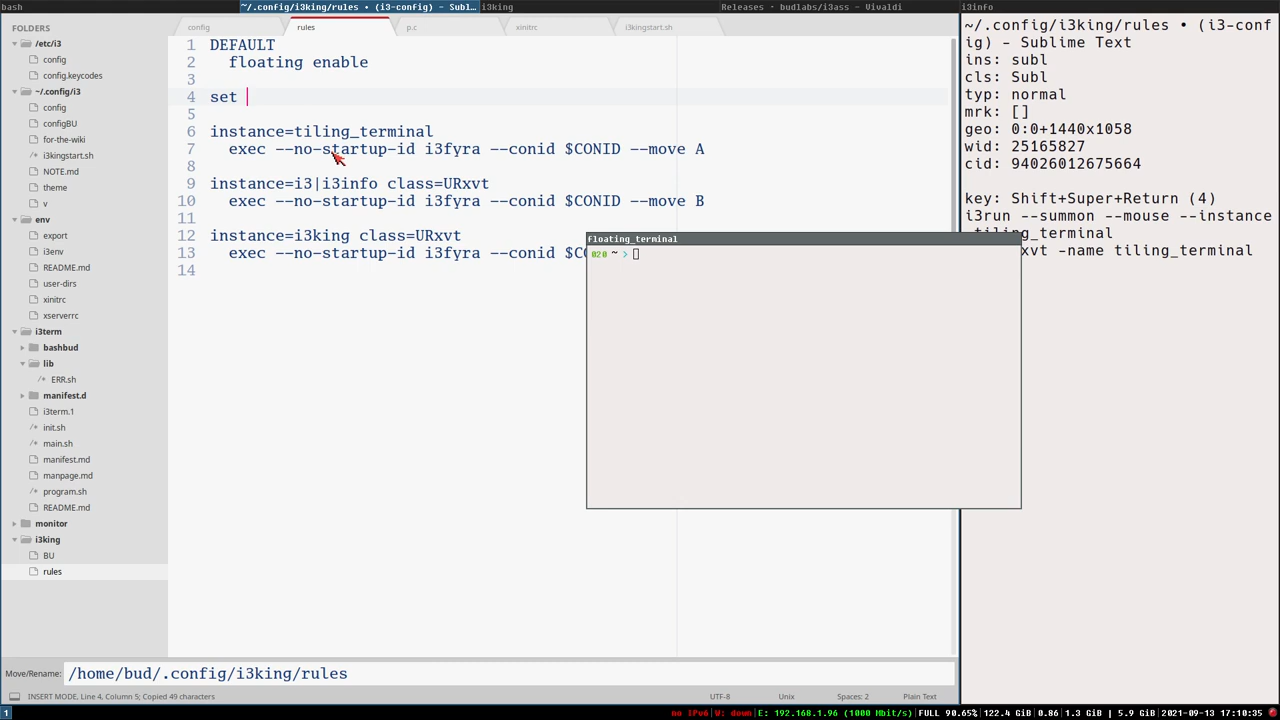 bash
~/.config/i3king/rules • (i3-config) - Subl…
i3king
Releases · budlabs/i3ass - Vivaldi
i3info
FOLDERS
/etc/i3
config
config.keycodes
~/.config/i3
config
configBU
for-the-wiki
/* i3kingstart.sh
NOTE.md
theme
v
env
export
i3env
README.md
user-dirs
xinitrc
xserverrc
i3term
bashbud
lib
/* ERR.sh
manifest.d
i3term.1
/* init.sh
/* main.sh
manifest.md
manpage.md
/* program.sh
README.md
monitor
i3king
BU
rules
config
rules
p.c
xinitrc
i3kingstart.sh
1 DEFAULT
2 floating enable
3
4 set
5
6 instance=tiling_terminal
7 exec --no-startup-id i3fyra --conid $CONID --move A
8
9 instance=i3|i3info class=URxvt
10 exec --no-startup-id i3fyra --conid $CONID --move B
11
12 instance=i3king class=URxvt
13 exec --no-startup-id i3fyra --conid $CO
14
floating_terminal
020 ~ >
~/.config/i3king/rules • (i3-conf
ig) - Sublime Text
ins: subl
cls: Subl
typ: normal
mrk: []
geo: 0:0+1440x1058
wid: 25165827
cid: 94026012675664
key: Shift+Super+Return (4)
i3run --summon --mouse --instance
tiling_terminal
xvt -name tiling_terminal
Move/Rename: /home/bud/.config/i3king/rules
INSERT MODE, Line 4, Column 5; Copied 49 characters
UTF-8
Unix
Spaces: 2
Plain Text
1
no IPv6|W: down|E: 192.168.1.96 (1000 Mbit/s)|FULL 90.65%|122.4 GiB|0.86|1.3 GiB | 5.9 GiB|2021-09-13 17:10:35